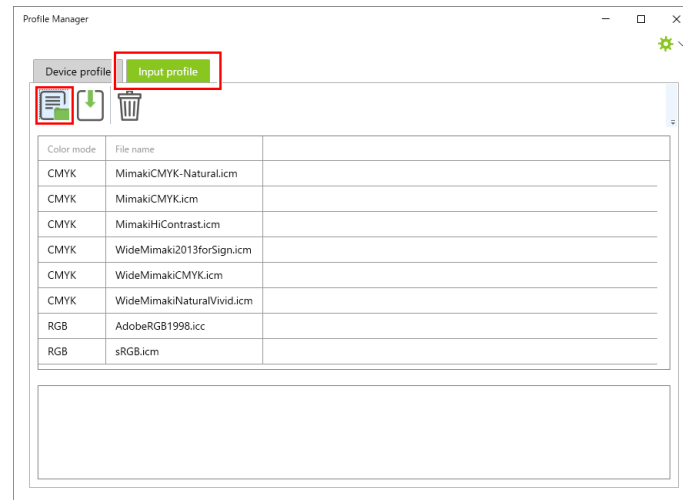 Profile Manager
Device profile Input profile
Color mode File name
CMYK MimakiCMYK-Natural.icm
CMYK MimakiCMYK.icm
CMYK MimakiHiContrast.icm
CMYK WideMimaki2013forSign.icm
CMYK WideMimakiCMYK.icm
CMYK WideMimakiNaturalVivid.icm
RGB AdobeRGB1998.icc
RGB sRGB.icm